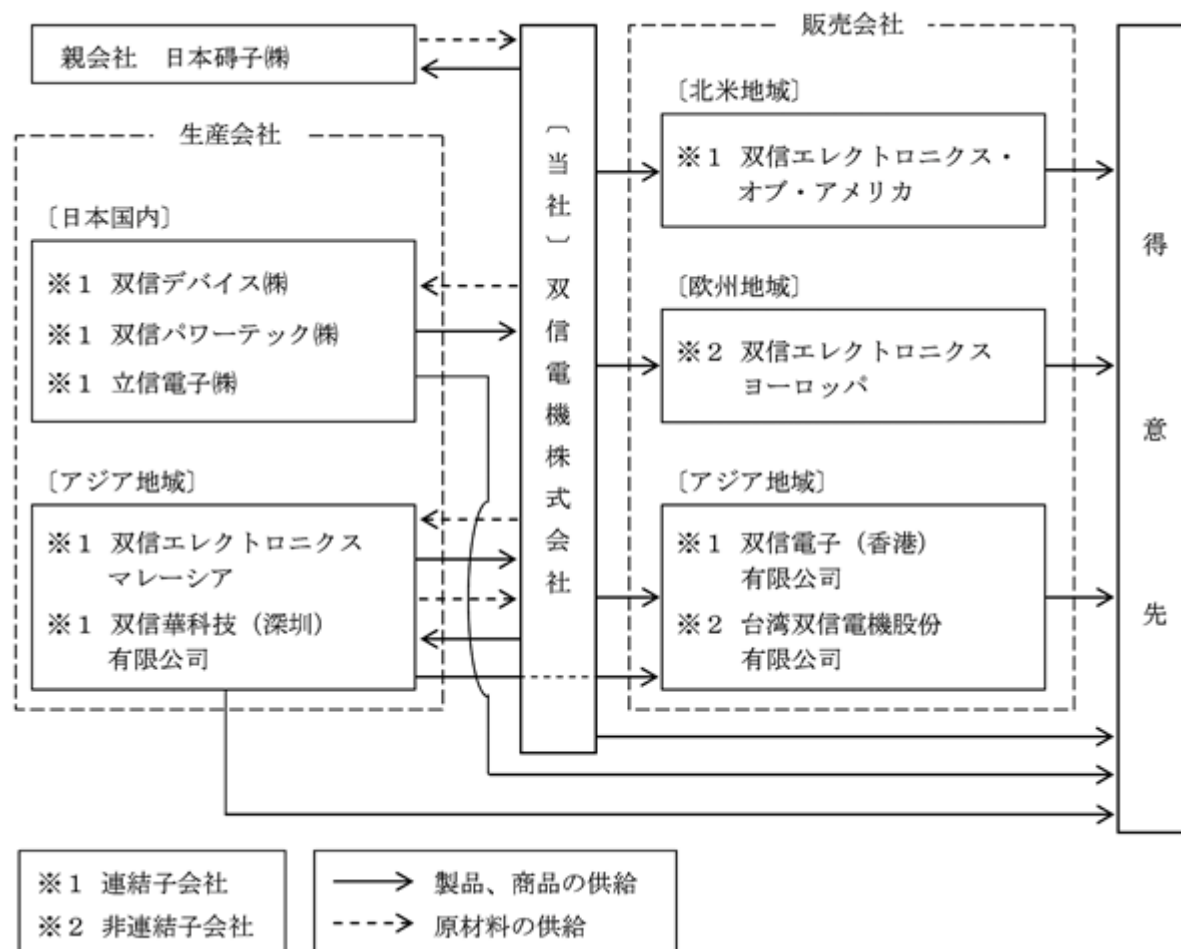 親会社 日本碍子㈱
生産会社
〔日本国内〕
※1 双信デバイス㈱
※1 双信パワーテック㈱
※1 立信電子㈱
〔アジア地域〕
※1 双信エレクトロニクス
マレーシア
※1 双信華科技（深圳）
有限公司
〔当社〕双信電機株式会社
販売会社
〔北米地域〕
※1 双信エレクトロニクス・
オブ・アメリカ
〔欧州地域〕
※2 双信エレクトロニクス
ヨーロッパ
〔アジア地域〕
※1 双信電子（香港）
有限公司
※2 台湾双信電機股份
有限公司
得意先
※1 連結子会社
※2 非連結子会社
製品、商品の供給
原材料の供給